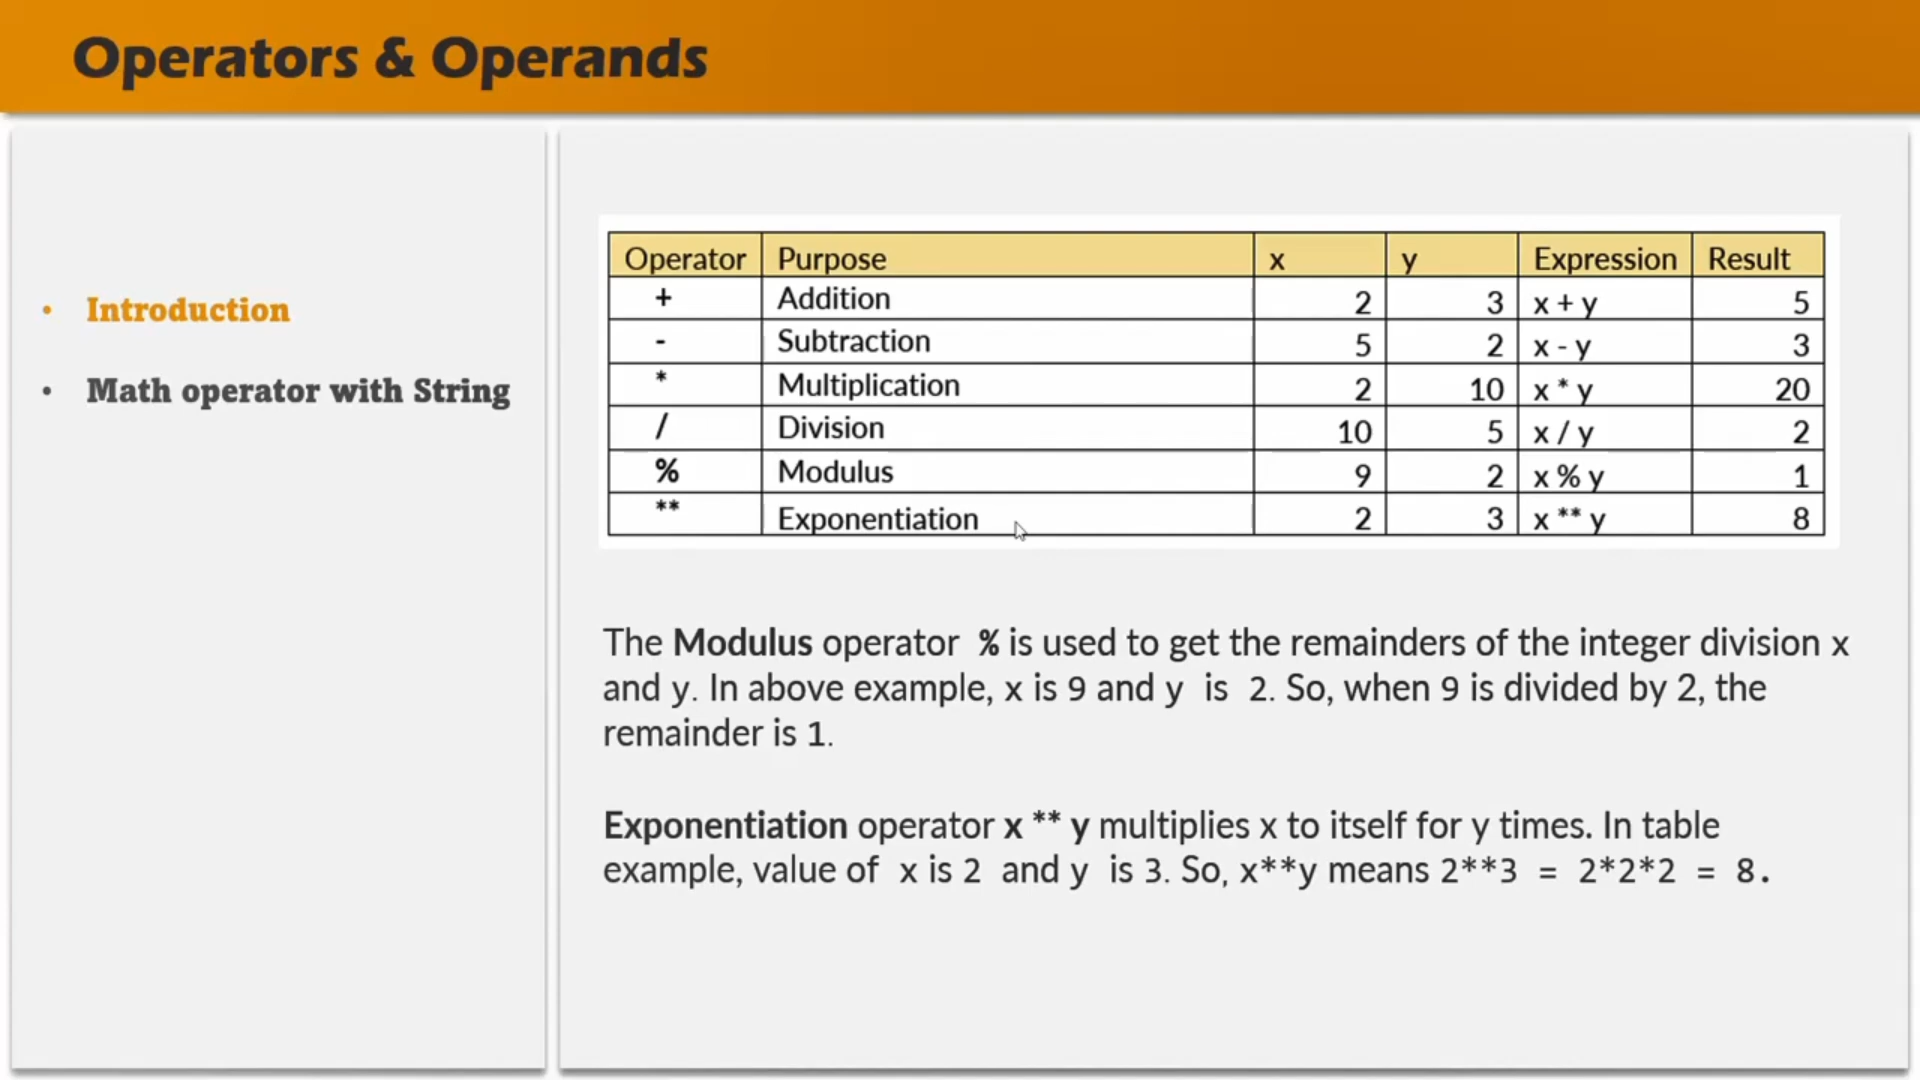 Operators & Operands
• Introduction
• Math operator with String
Operator Purpose x y Expression Result
+ Addition 2 3 x + y 5
- Subtraction 5 2 x - y 3
* Multiplication 2 10 x * y 20
/ Division 10 5 x / y 2
% Modulus 9 2 x % y 1
** Exponentiation 2 3 x ** y 8
The Modulus operator % is used to get the remainders of the integer division x
and y. In above example, x is 9 and y is 2. So, when 9 is divided by 2, the
remainder is 1.
Exponentiation operator x ** y multiplies x to itself for y times. In table
example, value of x is 2 and y is 3. So, x**y means 2**3 = 2*2*2 = 8.